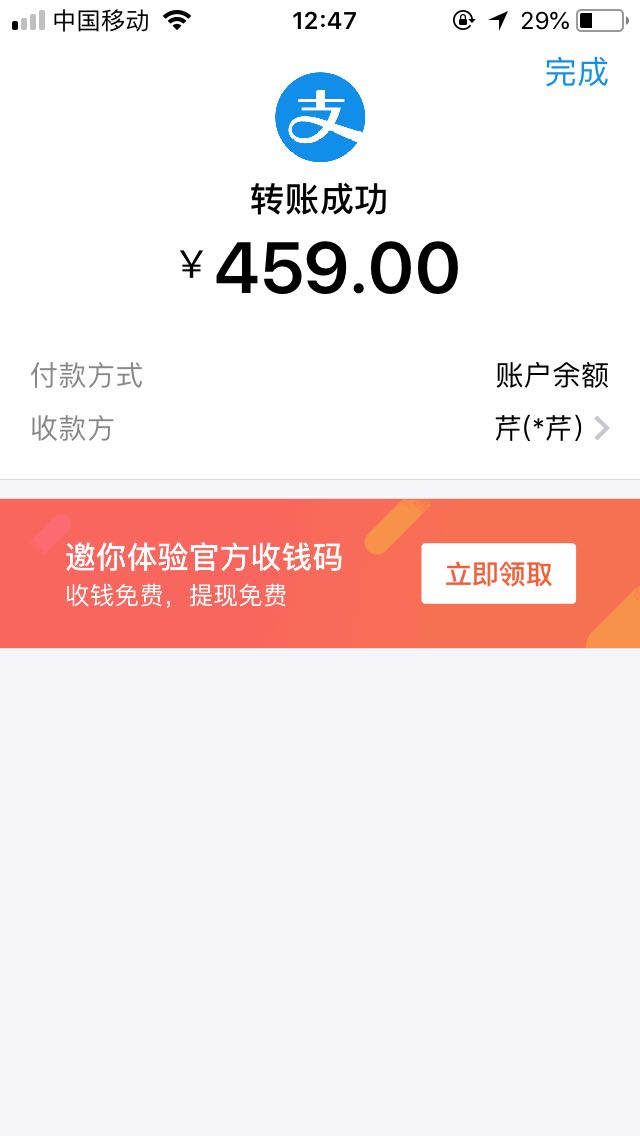 中国移动 12:47 29%
完成
支
转账成功
¥459.00
付款方式 账户余额
收款方 芹(*芹)
邀你体验官方收钱码
收钱免费，提现免费
立即领取